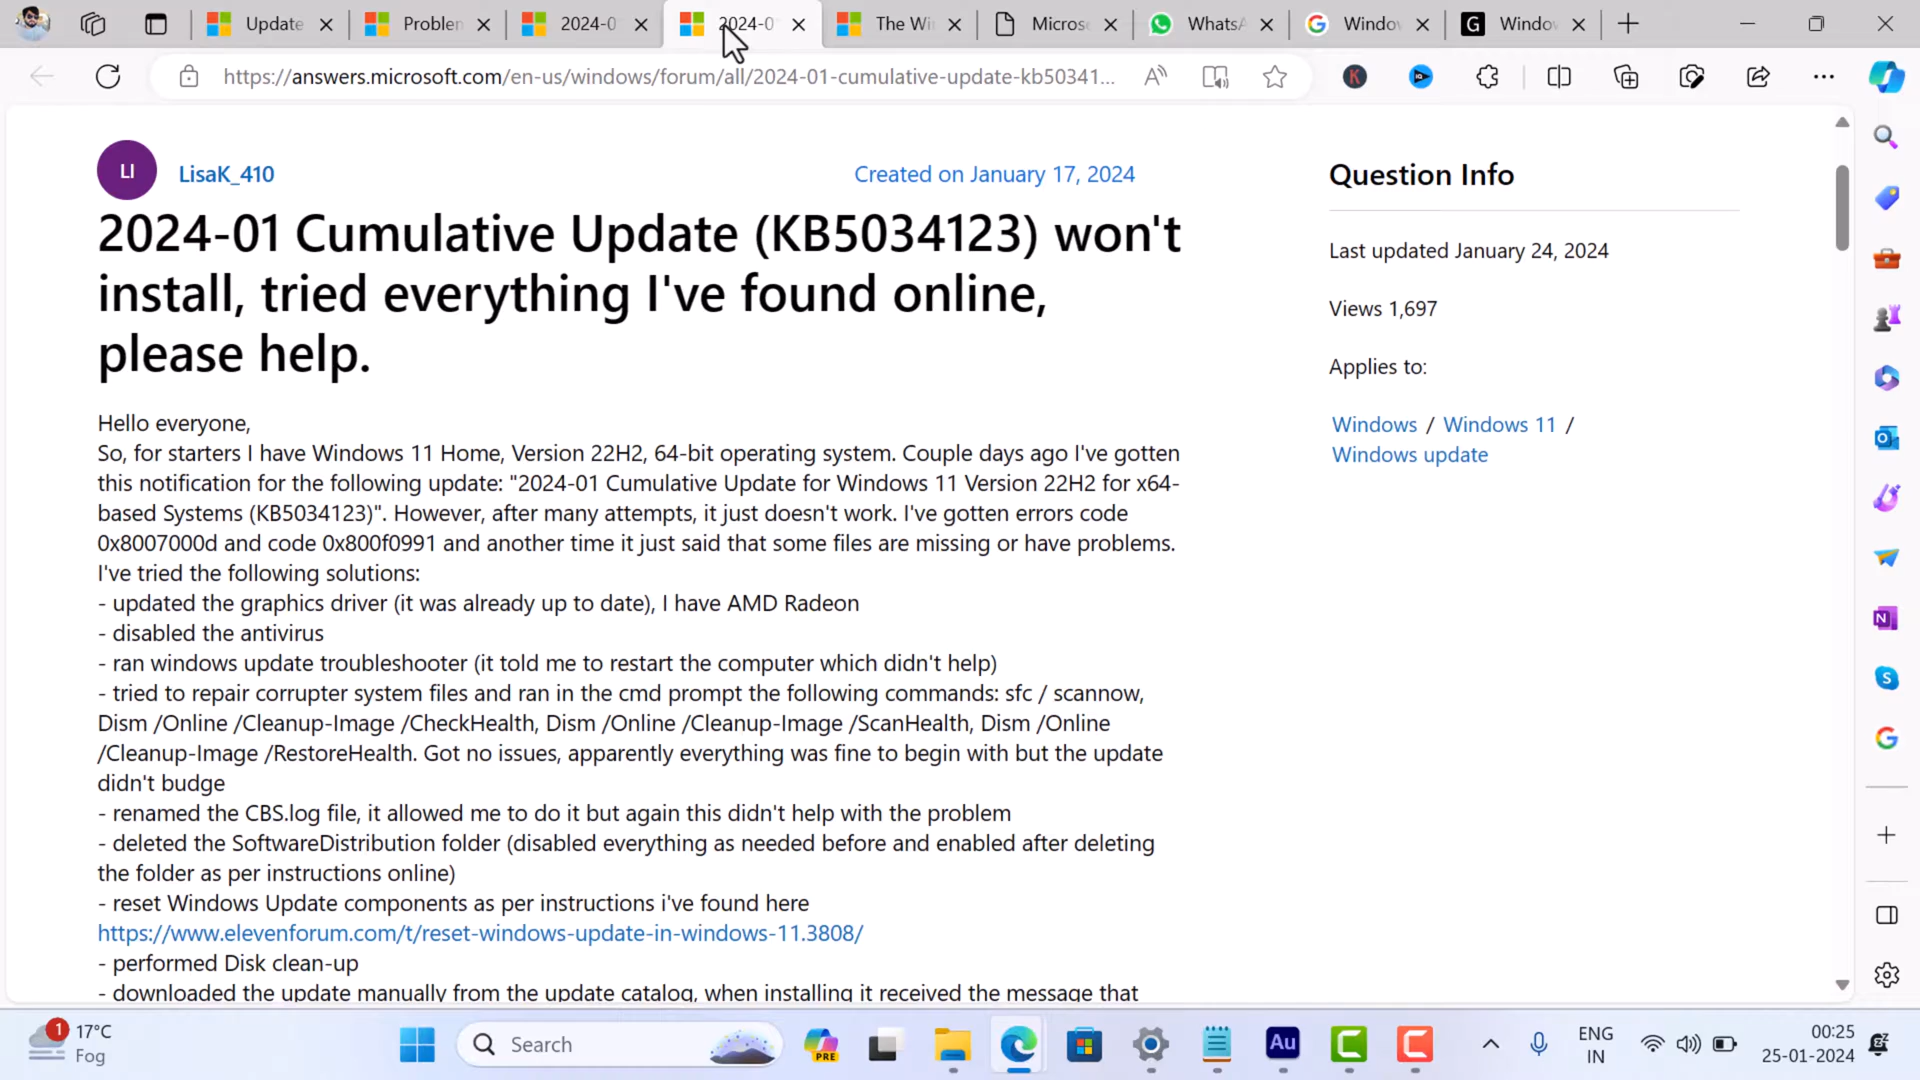 Update
Problem
2024-0
2024-0
The Wi
Micros
WhatsA
Window
Window
https://answers.microsoft.com/en-us/windows/forum/all/2024-01-cumulative-update-kb50341...
LI
LisaK_410
Created on January 17, 2024
2024-01 Cumulative Update (KB5034123) won't
install, tried everything I've found online,
please help.
Hello everyone,
So, for starters I have Windows 11 Home, Version 22H2, 64-bit operating system. Couple days ago I've gotten
this notification for the following update: "2024-01 Cumulative Update for Windows 11 Version 22H2 for x64-
based Systems (KB5034123)". However, after many attempts, it just doesn't work. I've gotten errors code
0x8007000d and code 0x800f0991 and another time it just said that some files are missing or have problems.
I've tried the following solutions:
- updated the graphics driver (it was already up to date), I have AMD Radeon
- disabled the antivirus
- ran windows update troubleshooter (it told me to restart the computer which didn't help)
- tried to repair corrupter system files and ran in the cmd prompt the following commands: sfc / scannow,
Dism /Online /Cleanup-Image /CheckHealth, Dism /Online /Cleanup-Image /ScanHealth, Dism /Online
/Cleanup-Image /RestoreHealth. Got no issues, apparently everything was fine to begin with but the update
didn't budge
- renamed the CBS.log file, it allowed me to do it but again this didn't help with the problem
- deleted the SoftwareDistribution folder (disabled everything as needed before and enabled after deleting
the folder as per instructions online)
- reset Windows Update components as per instructions i've found here
https://www.elevenforum.com/t/reset-windows-update-in-windows-11.3808/
- performed Disk clean-up
- downloaded the update manually from the update catalog, when installing it received the message that
Question Info
Last updated January 24, 2024
Views 1,697
Applies to:
Windows / Windows 11 /
Windows update
1
17°C
Fog
Search
PRE
Au
ENG
IN
00:25
25-01-2024